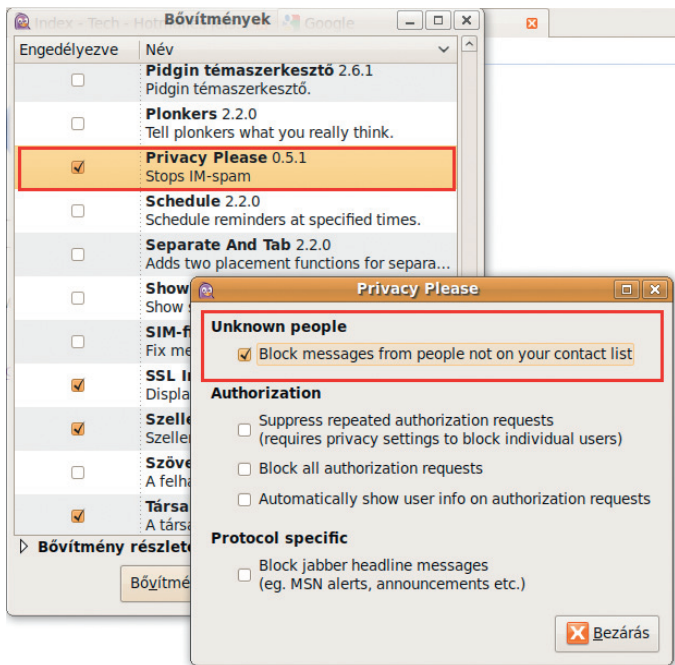 Index - Tech - Hot
Google
Bővítmények
Engedélyezve
Név
Pidgin témaszerkesztő 2.6.1
Pidgin témaszerkesztő.
Plonkers 2.2.0
Tell plonkers what you really think.
Privacy Please 0.5.1
Stops IM-spam
Schedule 2.2.0
Schedule reminders at specified times.
Separate And Tab 2.2.0
Adds two placement functions for separa...
Show
Show
SIM-fi
Fix me
SSL
Displa
Szelle
Szeller
Szöve
A felha
Társa
A társa
Bővítmény részlete
Bővítmé
Privacy Please
Unknown people
Block messages from people not on your contact list
Authorization
Suppress repeated authorization requests
(requires privacy settings to block individual users)
Block all authorization requests
Automatically show user info on authorization requests
Protocol specific
Block jabber headline messages
(eg. MSN alerts, announcements etc.)
Bezárás